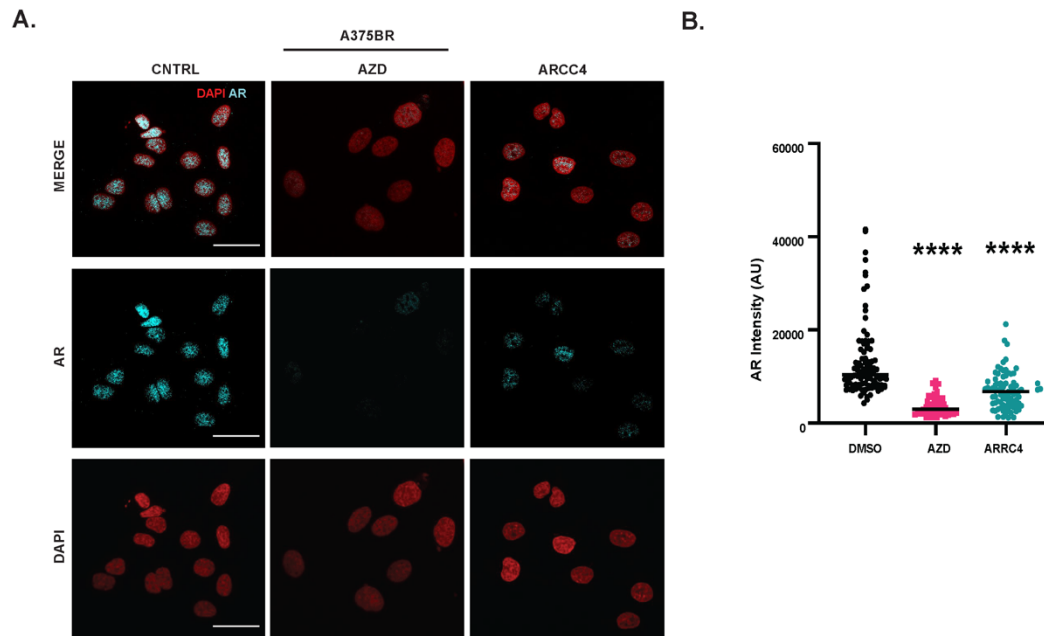 A.
A375BR
CNTRL
AZD
ARCC4
DAPI AR
MERGE
AR
DAPI
B.
AR Intensity (AU)
60000
40000
20000
0
****
****
DMSO
AZD
ARRC4